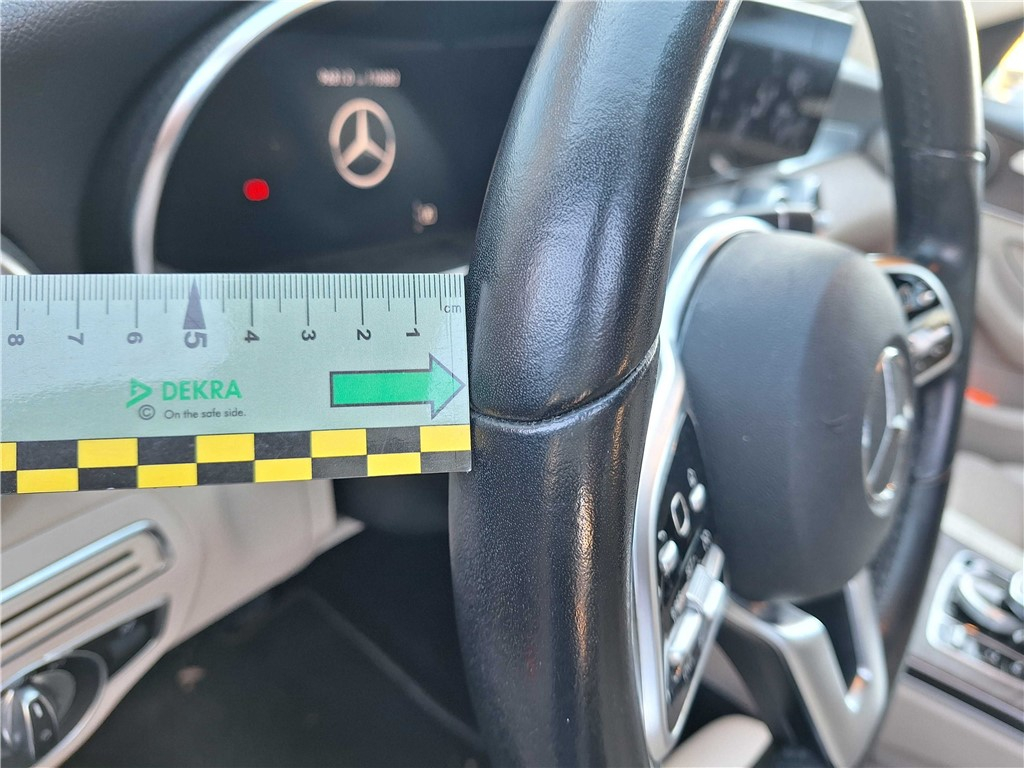 cm
8 7 6 5 4 3 2 1
DEKRA
© On the safe side.